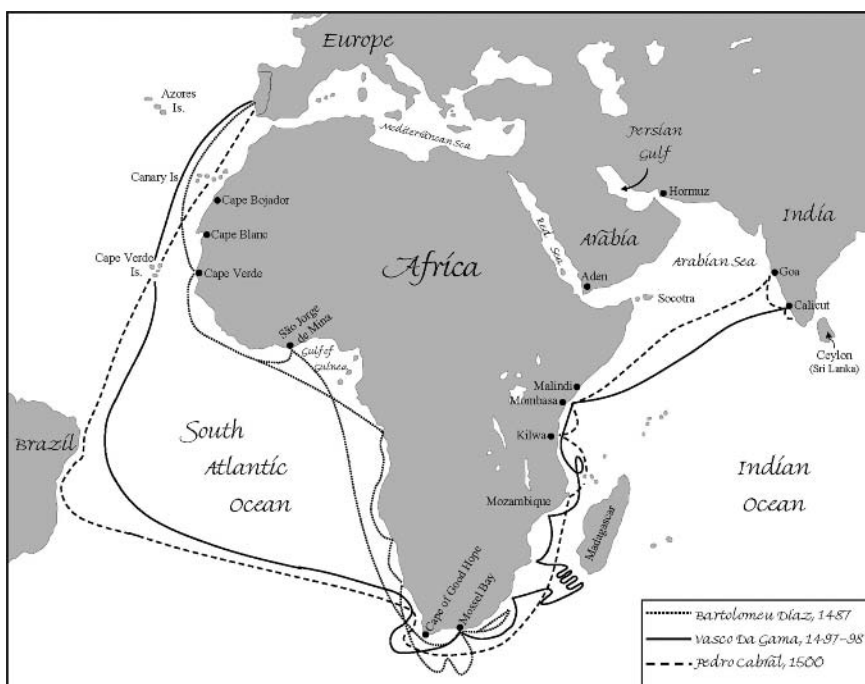 Europe
Azores
Is.
Mediterranean Sea
Persian
Gulf
Canary Is.
Hormuz
Cape Bojador
India
Arabia
Red Sea
Cape Blanc
Africa
Arabian Sea
Cape Verde
Is.
Cape Verde
Goa
Aden
Socotra
Calicut
São Jorge
de Mina
Gulf of
Guinea
Ceylon
(Sri Lanka)
Malindi
Mombasa
Brazil
South
Atlantic
Ocean
Kilwa
Indian
Ocean
Mozambique
Madagascar
Cape of Good Hope
Mossel Bay
Bartolomeu Díaz, 1487
Vasco Da Gama, 1497–98
Pedro Cabral, 1500